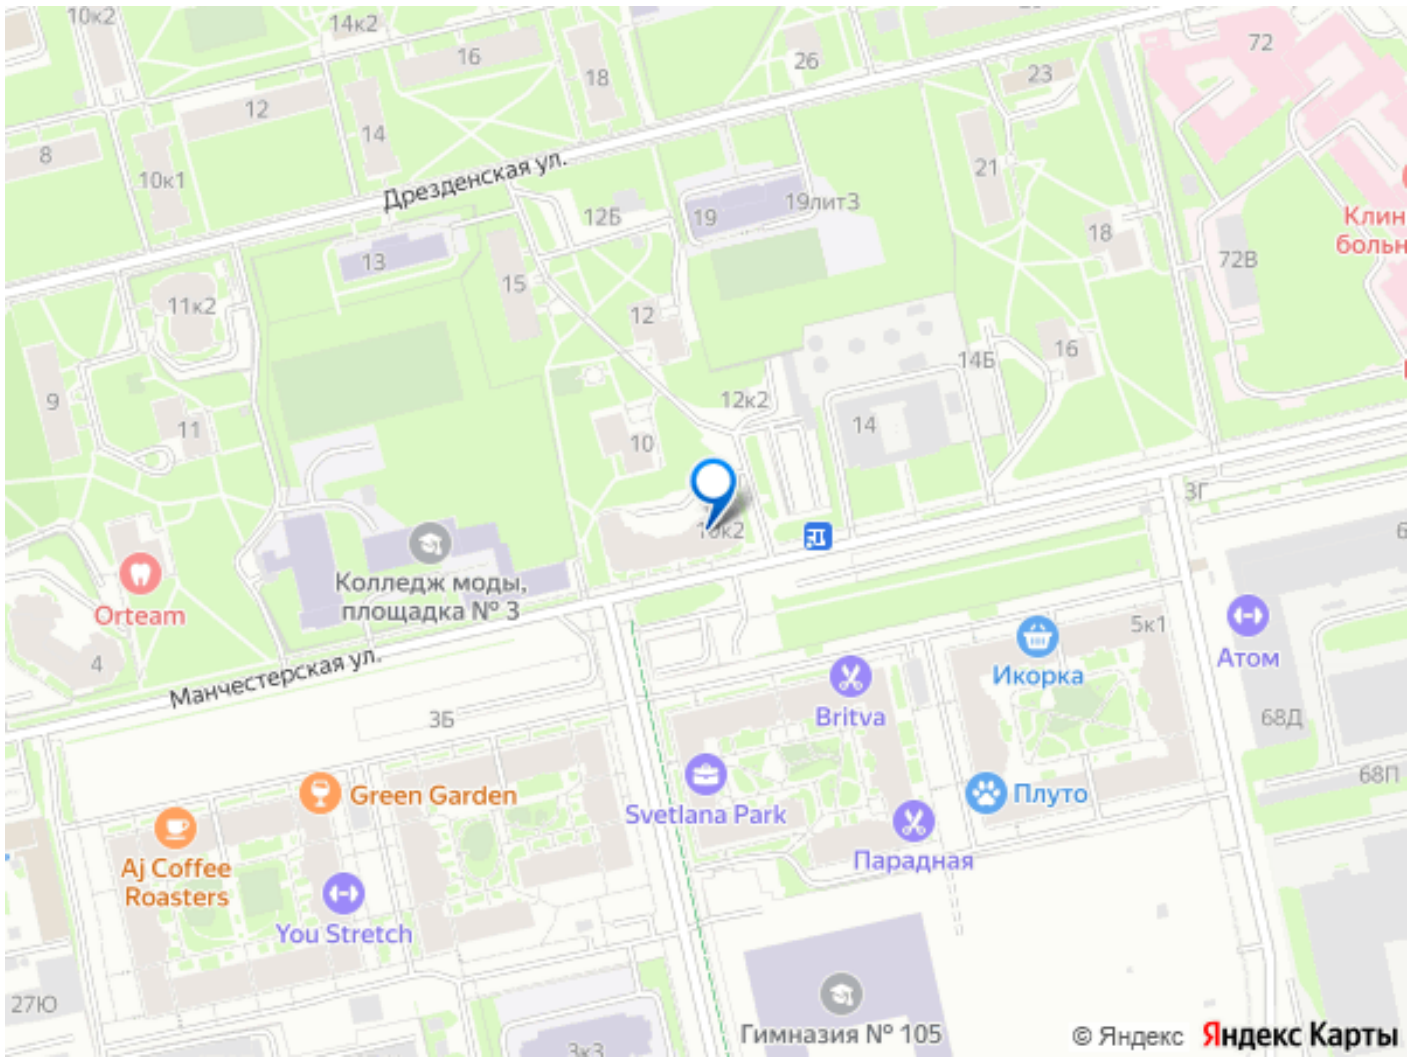 10к2
14к2
16
18
26
23
72
12
14
8
10к1
Дрезденская ул.
12Б
19
19лит3
21
18
Клин
больн
72В
13
15
11к2
12
14Б
16
9
11
12к2
14
10
3Г
10к2
6
Колледж моды,
площадка № 3
Orteam
4
Манчестерская ул.
5к1
Икорка
Атом
Britva
3Б
68Д
68П
Green Garden
Svetlana Park
Плуто
Парадная
Aj Coffee
Roasters
You Stretch
27Ю
Гимназия № 105
3к3
© Яндекс Яндекс Карты